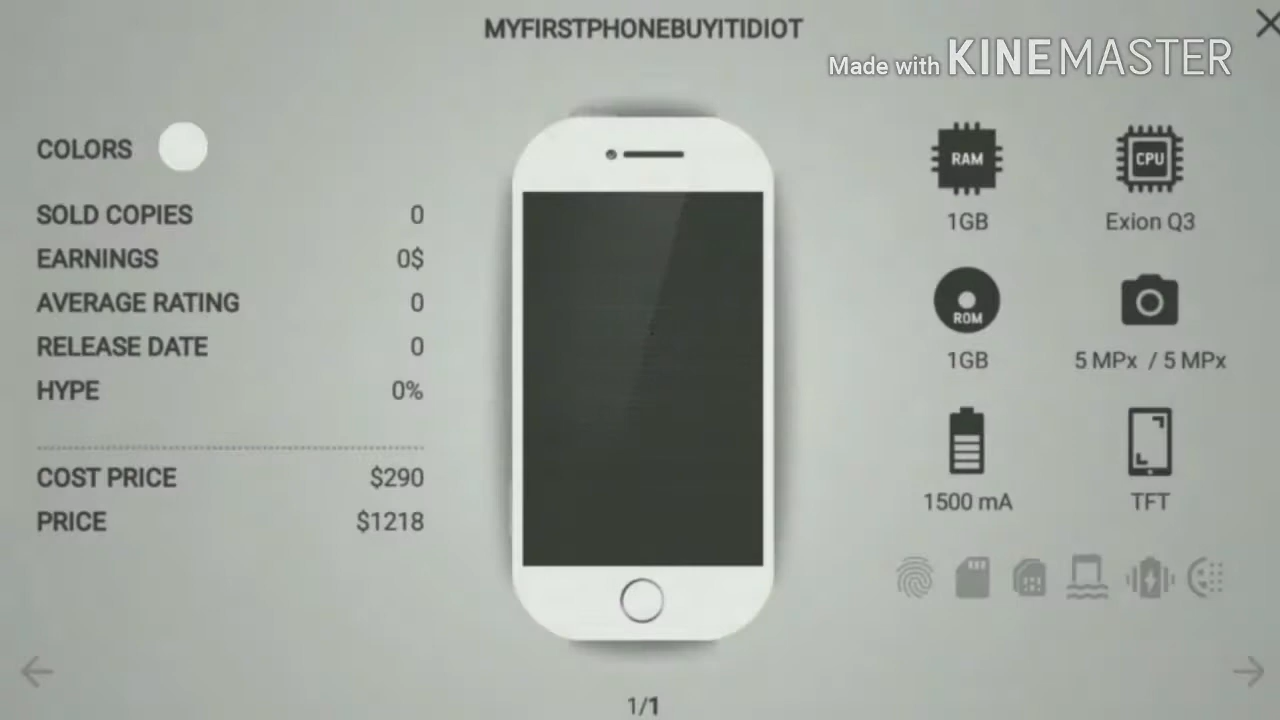 MYFIRSTPHONEBUYITIDIOT
Made with KINEMASTER
COLORS
SOLD COPIES 0
EARNINGS 0$
AVERAGE RATING 0
RELEASE DATE 0
HYPE 0%
COST PRICE $290
PRICE $1218
RAM
1GB
CPU
Exion Q3
ROM
1GB
5 MPx / 5 MPx
1500 mA
TFT
1/1